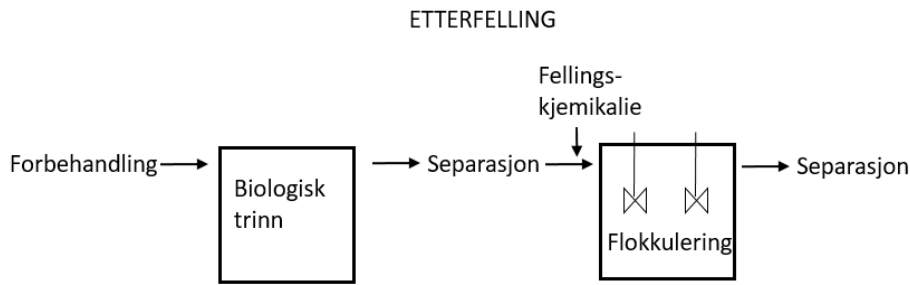 ETTERFELLING
Fellings-
kjemikalie
Forbehandling
Biologisk
trinn
Separasjon
Flokkulering
Separasjon